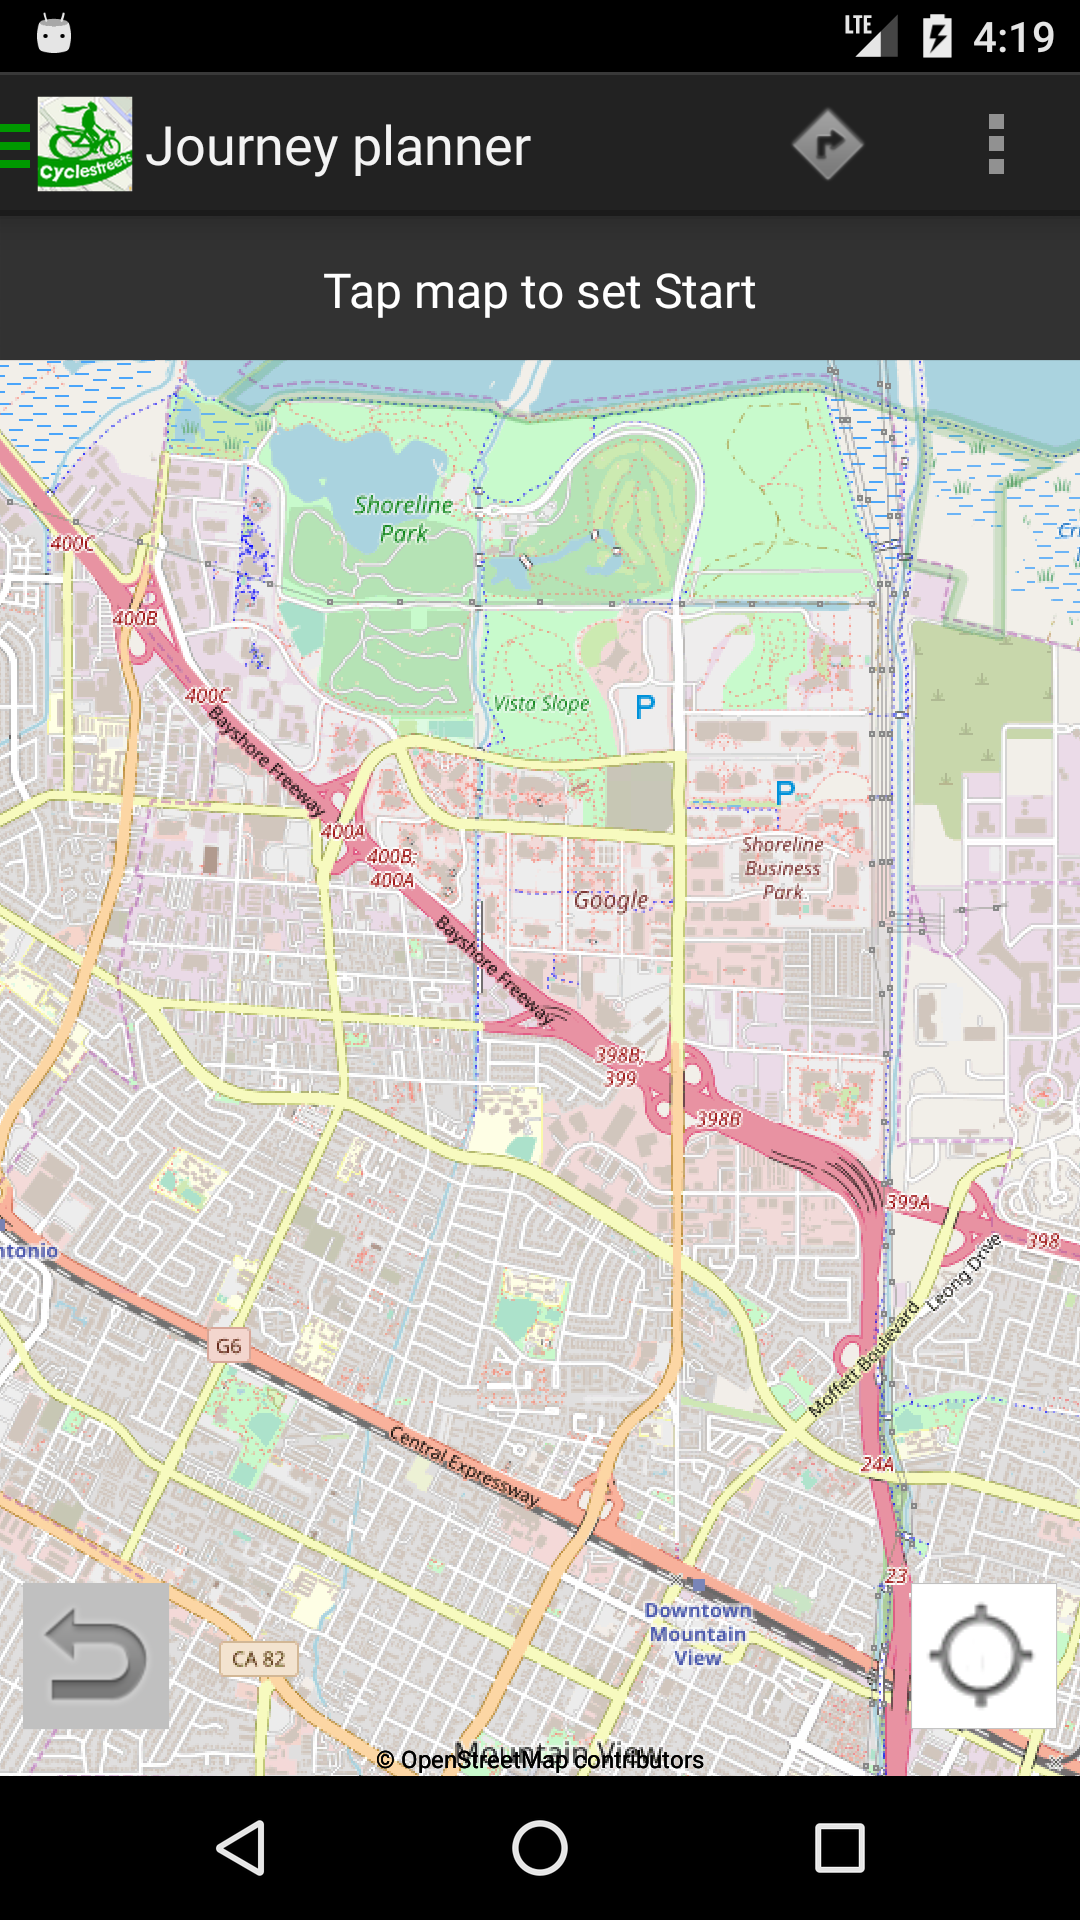 LTE
4:19
cyclestreets
Journey planner
Tap map to set Start
Shoreline
Park
400C
400B
400C
Vista Slope
P
Bayshore Freeway
P
400A
400B;
400A
Shoreline
Business
Park
Google
Bayshore Freeway
398B;
399
398B
399A
398
Leong Drive
Moffett Boulevard
G6
Central Expressway
24A
23
Downtown
Mountain
View
CA 82
Mountain View
© OpenStreetMap contributors